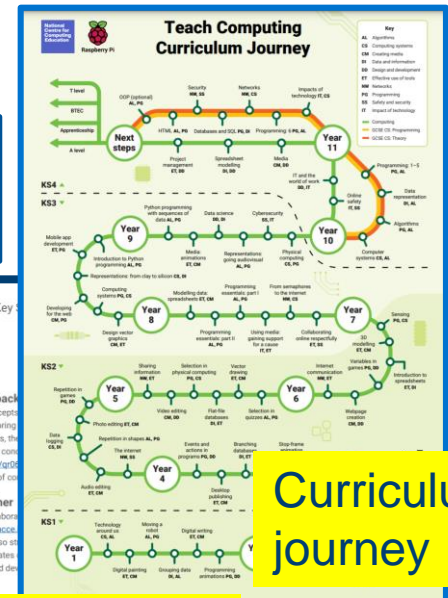 National
Centre for
Computing
Education
Raspberry Pi
Teach Computing
Curriculum Journey
Key
AL Algorithms
CS Computing systems
CM Creating media
DI Data and information
DD Design and development
ET Effective use of tools
NW Networks
PG Programming
SS Safety and security
IT Impact of technology
Computing
GCSE CS: Programming
GCSE CS: Theory
T level
BTEC
Apprenticeship
A level
OOP (optional)
AL, PG
Security
NW, SS
Networks
NW, CS
Impacts of
technology IT, CS
Next
steps
HTML AL, PG
Databases and SQL PG, DI
Programming: 6 PG, AL
Year
11
Project
management
ET, DD
Spreadsheet
modelling
DI, DD
Media
CM, DD
IT and the
world of work
DD, IT
Programming: 1–5
PG, AL
Data
representation
DI, AL
Online
safety
IT, SS
Algorithms
PG, AL
Computer
systems CS, AL
KS4
KS3
Year
9
Python programming
with sequences of
data AL, PG
Data science
Cybersecurity
Year
10
Mobile app
development
ET, PG
Introduction to Python
programming AL, PG
Media:
animations
ET, CM
Representations:
going audiovisual
AL, PG
Physical
computing
CS, PG
Representations: from clay to silicon CS, DI
Computing
systems PG, CS
Modelling data:
spreadsheets ET, CM
Programming
essentials: part I
AL, PG
From semaphores
to the internet
NW, CS
Developing
for the web
CM, PG
Design vector
graphics
CM, ET
Year
8
Programming
essentials: part II
AL, PG
Using media:
gaining support
for a cause
IT, ET
Collaborating
online respectfully
ET, SS
Year
7
Sensing
PG, CS
3D
modelling
ET, CM
Variables in
games PG, DD
Introduction to
spreadsheets
ET, DI
KS2
Year
5
Sharing
information
NW, ET
Selection in
physical computing
PG, CS
Vector
drawing
ET, CM
Year
6
Internet
communication
NW, ET
Webpage
creation
CM, DD
Repetition in
games
PG, DD
Video editing
CM, DD
Flat-file
databases
DI, ET
Selection in
quizzes AL, PG
Photo editing ET, CM
Data
logging
CS, DI
Repetition in shapes AL, PG
The internet
NW, SS
Events and
actions in
programs PG, DD
Branching
databases
Stop-frame
animation
Audio editing
ET, CM
Year
4
Desktop
publishing
ET, CM
KS1
Year
1
Technology
around us
CS, AL
Moving a
robot
AL, PG
Digital writing
ET, CM
Digital painting
ET, CM
Grouping data
DI, AL
Programming
animations PG, DD
Curriculu
journey